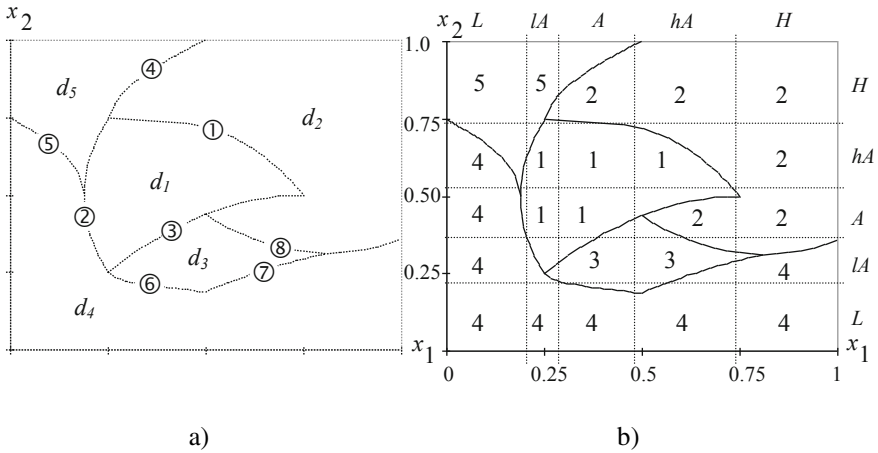 x2
④
d5
①
d2
⑤
d1
②
③
⑧
d3
⑦
⑥
d4
x1
a)
x2 L lA A hA H
1.0
5 5 2 2 2 H
0.75
4 1 1 1 2 hA
0.50
4 1 1 2 2 A
4 3 3 4 lA
0.25
4 4 4 4 4 L
x1
0 0.25 0.5 0.75 1
b)